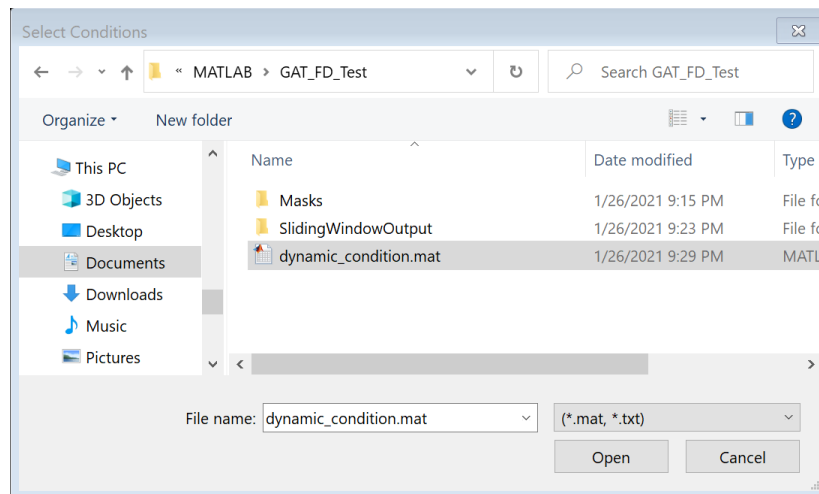 Select Conditions
« MATLAB > GAT_FD_Test
Search GAT_FD_Test
Organize
New folder
?
Name
Date modified
Type
This PC
3D Objects
Desktop
Documents
Downloads
Music
Pictures
Masks 1/26/2021 9:15 PM File fo
SlidingWindowOutput 1/26/2021 9:23 PM File fo
dynamic_condition.mat 1/26/2021 9:29 PM MATL
File name: dynamic_condition.mat
(*.mat, *.txt)
Open
Cancel